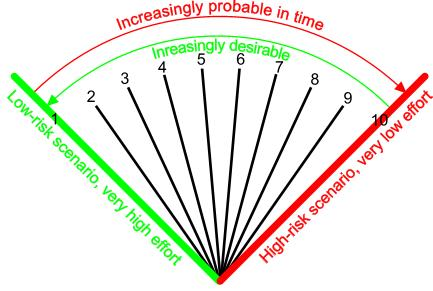 Increasingly probable in time
Inreasingly desirable
1
2
3
4
5
6
7
8
9
10
Low-risk scenario, very high effort
High-risk scenario, very low effort